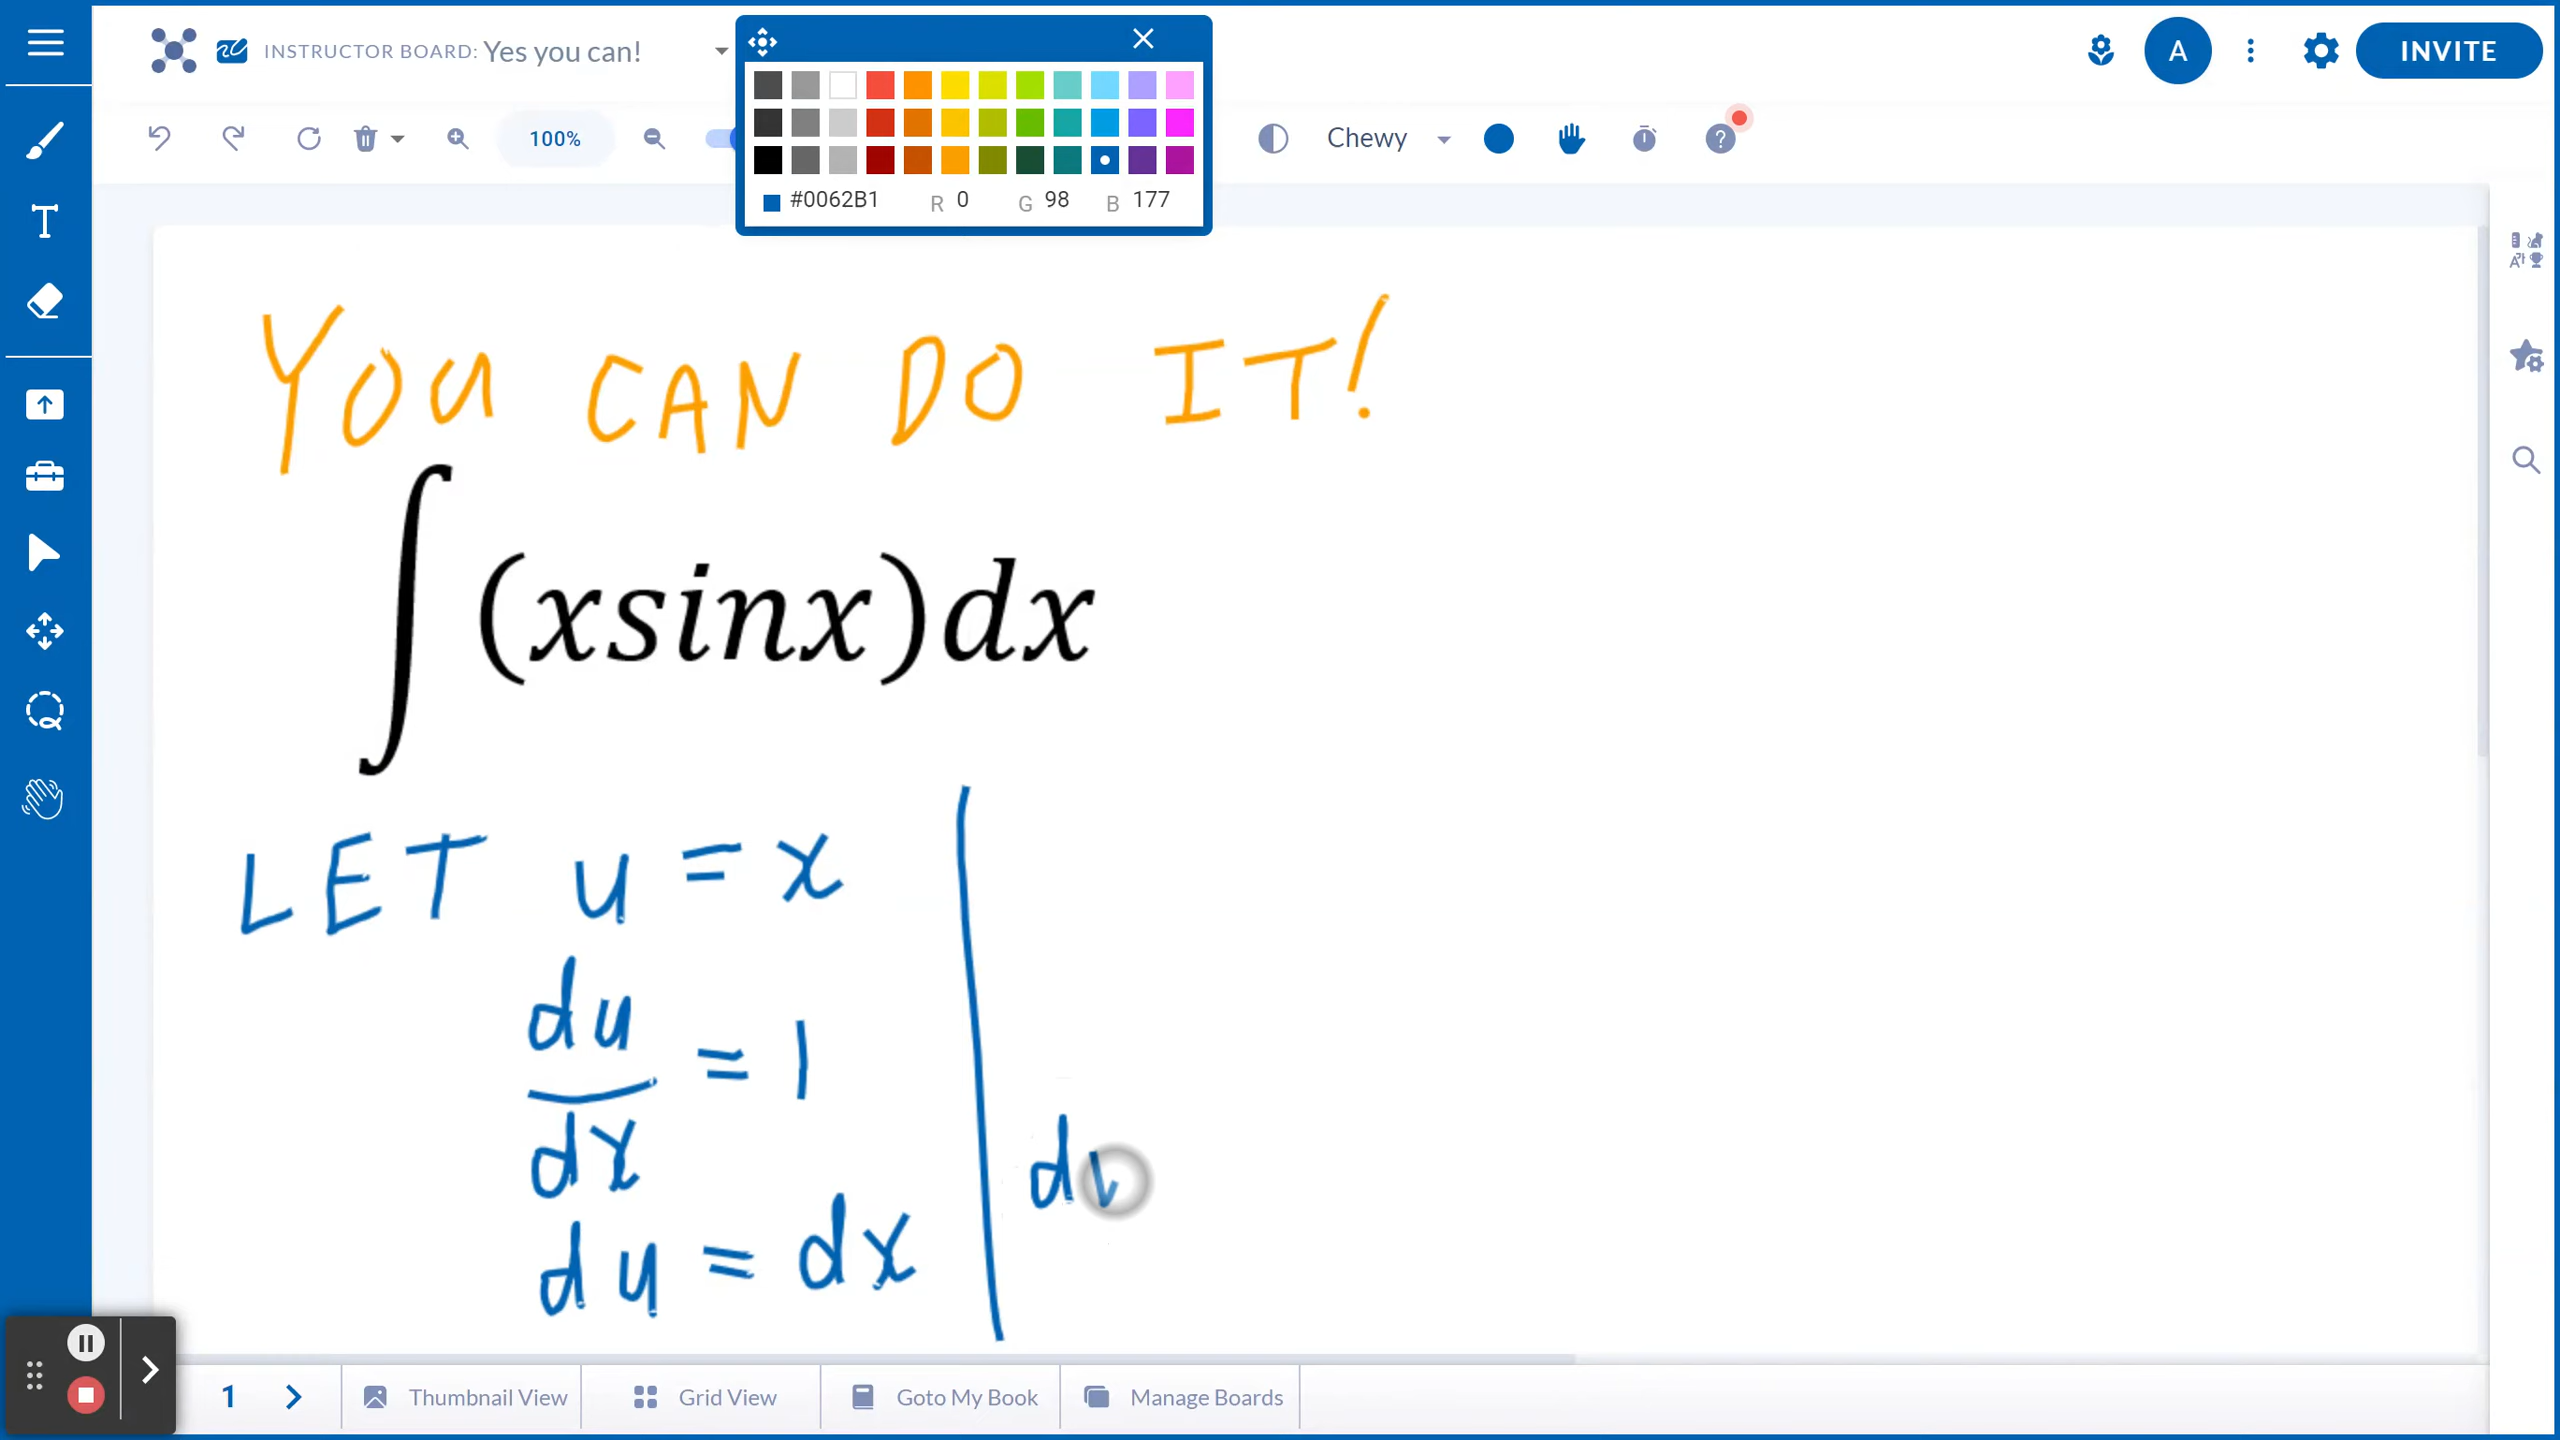 INSTRUCTOR BOARD: Yes you can!
A
INVITE
100%
Chewy
#0062B1 R 0 G 98 B 177
YOU CAN DO IT!
∫(xsinx)dx
LET u = x
du/dx = 1
du = dx
dv
1
Thumbnail View
Grid View
Goto My Book
Manage Boards